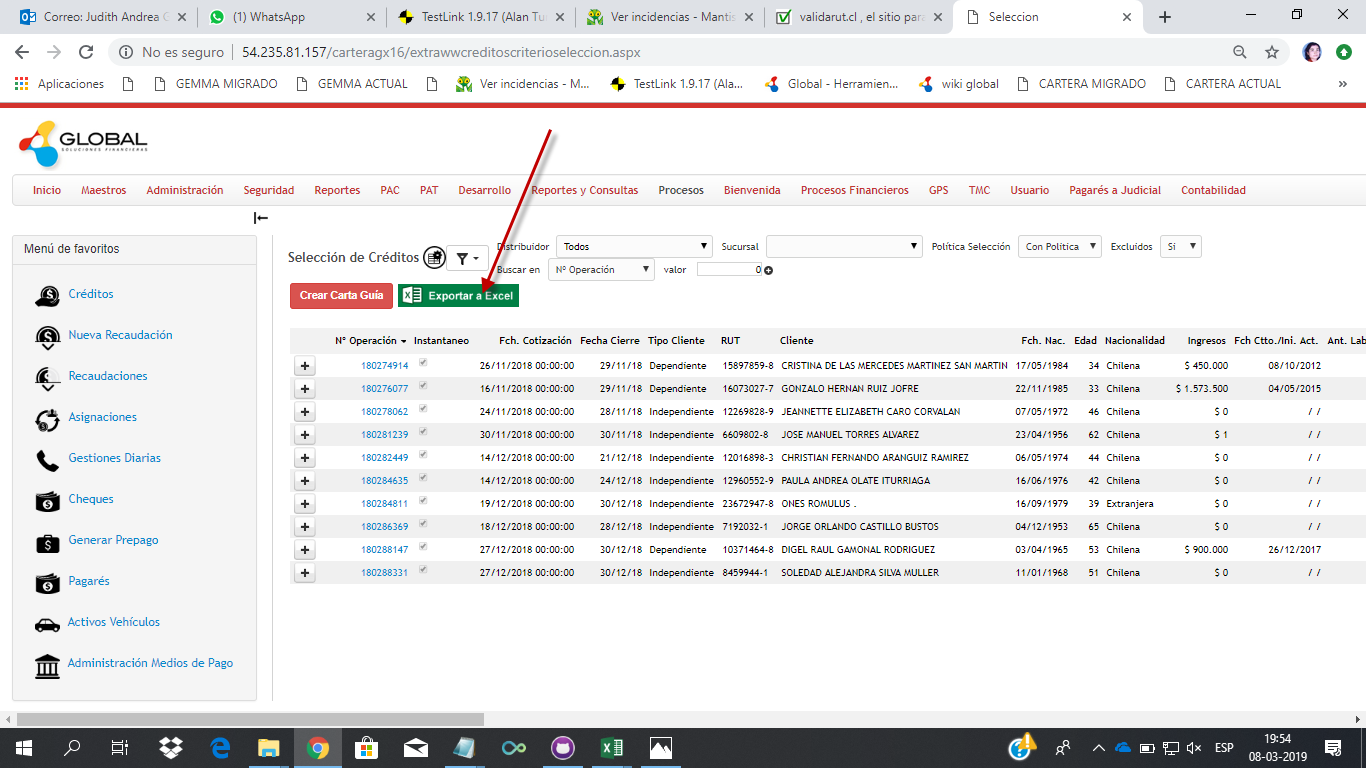 Correo: Judith Andrea G
(1) WhatsApp
TestLink 1.9.17 (Alan Tu
Ver incidencias - Mantis
validarut.cl , el sitio para
Seleccion
No es seguro | 54.235.81.157/carteragx16/extrawwcreditoscriterioseleccion.aspx
Aplicaciones GEMMA MIGRADO GEMMA ACTUAL Ver incidencias - M... TestLink 1.9.17 (Ala... Global - Herramien... wiki global CARTERA MIGRADO CARTERA ACTUAL »
GLOBAL
SOLUCIONES FINANCIERAS
Inicio Maestros Administración Seguridad Reportes PAC PAT Desarrollo Reportes y Consultas Procesos Bienvenida Procesos Financieros GPS TMC Usuario Pagarés a Judicial Contabilidad
Menú de favoritos
Créditos
Nueva Recaudación
Recaudaciones
Asignaciones
Gestiones Diarias
Cheques
Generar Prepago
Pagarés
Activos Vehículos
Administración Medios de Pago
Selección de Créditos
Distribuidor Todos Sucursal Política Selección Con Politica Excluidos Si
Buscar en Nº Operación valor 0
Crear Carta Guía Exportar a Excel
Nº Operación Instantaneo Fch. Cotización Fecha Cierre Tipo Cliente RUT Cliente Fch. Nac. Edad Nacionalidad Ingresos Fch Ctto./Ini. Act. Ant. Lab
180274914 26/11/2018 00:00:00 29/11/18 Dependiente 15897859-8 CRISTINA DE LAS MERCEDES MARTINEZ SAN MARTIN 17/05/1984 34 Chilena $ 450.000 08/10/2012
180276077 16/11/2018 00:00:00 29/11/18 Dependiente 16073027-7 GONZALO HERNAN RUIZ JOFRE 22/11/1985 33 Chilena $ 1.573.500 04/05/2015
180278062 24/11/2018 00:00:00 28/11/18 Independiente 12269828-9 JEANNETTE ELIZABETH CARO CORVALAN 07/05/1972 46 Chilena $ 0 / /
180281239 30/11/2018 00:00:00 30/11/18 Independiente 6609802-8 JOSE MANUEL TORRES ALVAREZ 23/04/1956 62 Chilena $ 1 / /
180282449 14/12/2018 00:00:00 21/12/18 Independiente 12016898-3 CHRISTIAN FERNANDO ARANGUIZ RAMIREZ 06/05/1974 44 Chilena $ 0 / /
180284635 14/12/2018 00:00:00 24/12/18 Independiente 12960552-9 PAULA ANDREA OLATE ITURRIAGA 16/06/1976 42 Chilena $ 0 / /
180284811 19/12/2018 00:00:00 30/12/18 Independiente 23672947-8 ONES ROMULUS . 16/09/1979 39 Extranjera $ 0 / /
180286369 18/12/2018 00:00:00 28/12/18 Independiente 7192032-1 JORGE ORLANDO CASTILLO BUSTOS 04/12/1953 65 Chilena $ 0 / /
180288147 27/12/2018 00:00:00 30/12/18 Dependiente 10371464-8 DIGEL RAUL GAMONAL RODRIGUEZ 03/04/1965 53 Chilena $ 900.000 26/12/2017
180288331 27/12/2018 00:00:00 30/12/18 Independiente 8459944-1 SOLEDAD ALEJANDRA SILVA MULLER 11/01/1968 51 Chilena $ 0 / /
ESP
19:54
08-03-2019